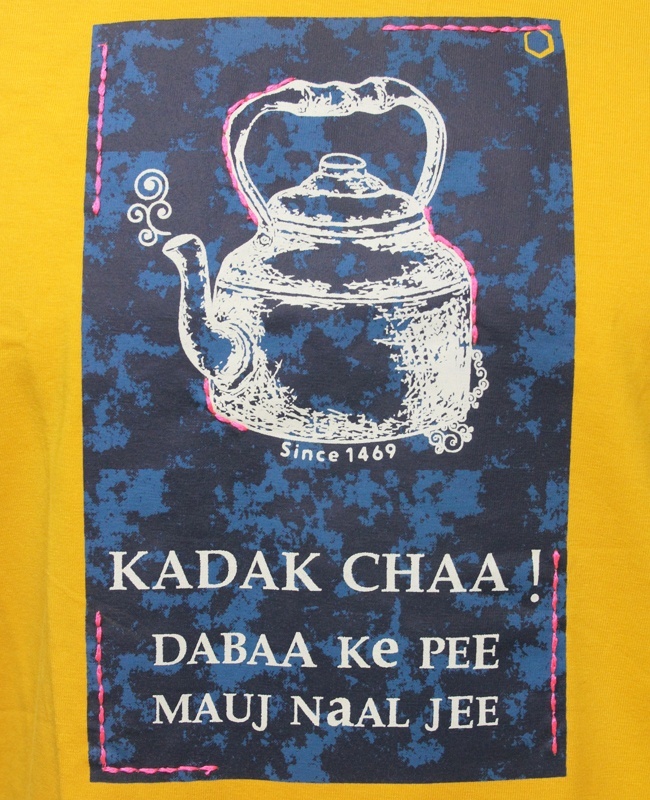 Since 1469
KADAK CHAA !
DABAA Ke PEE
MAUJ NaAL JEE